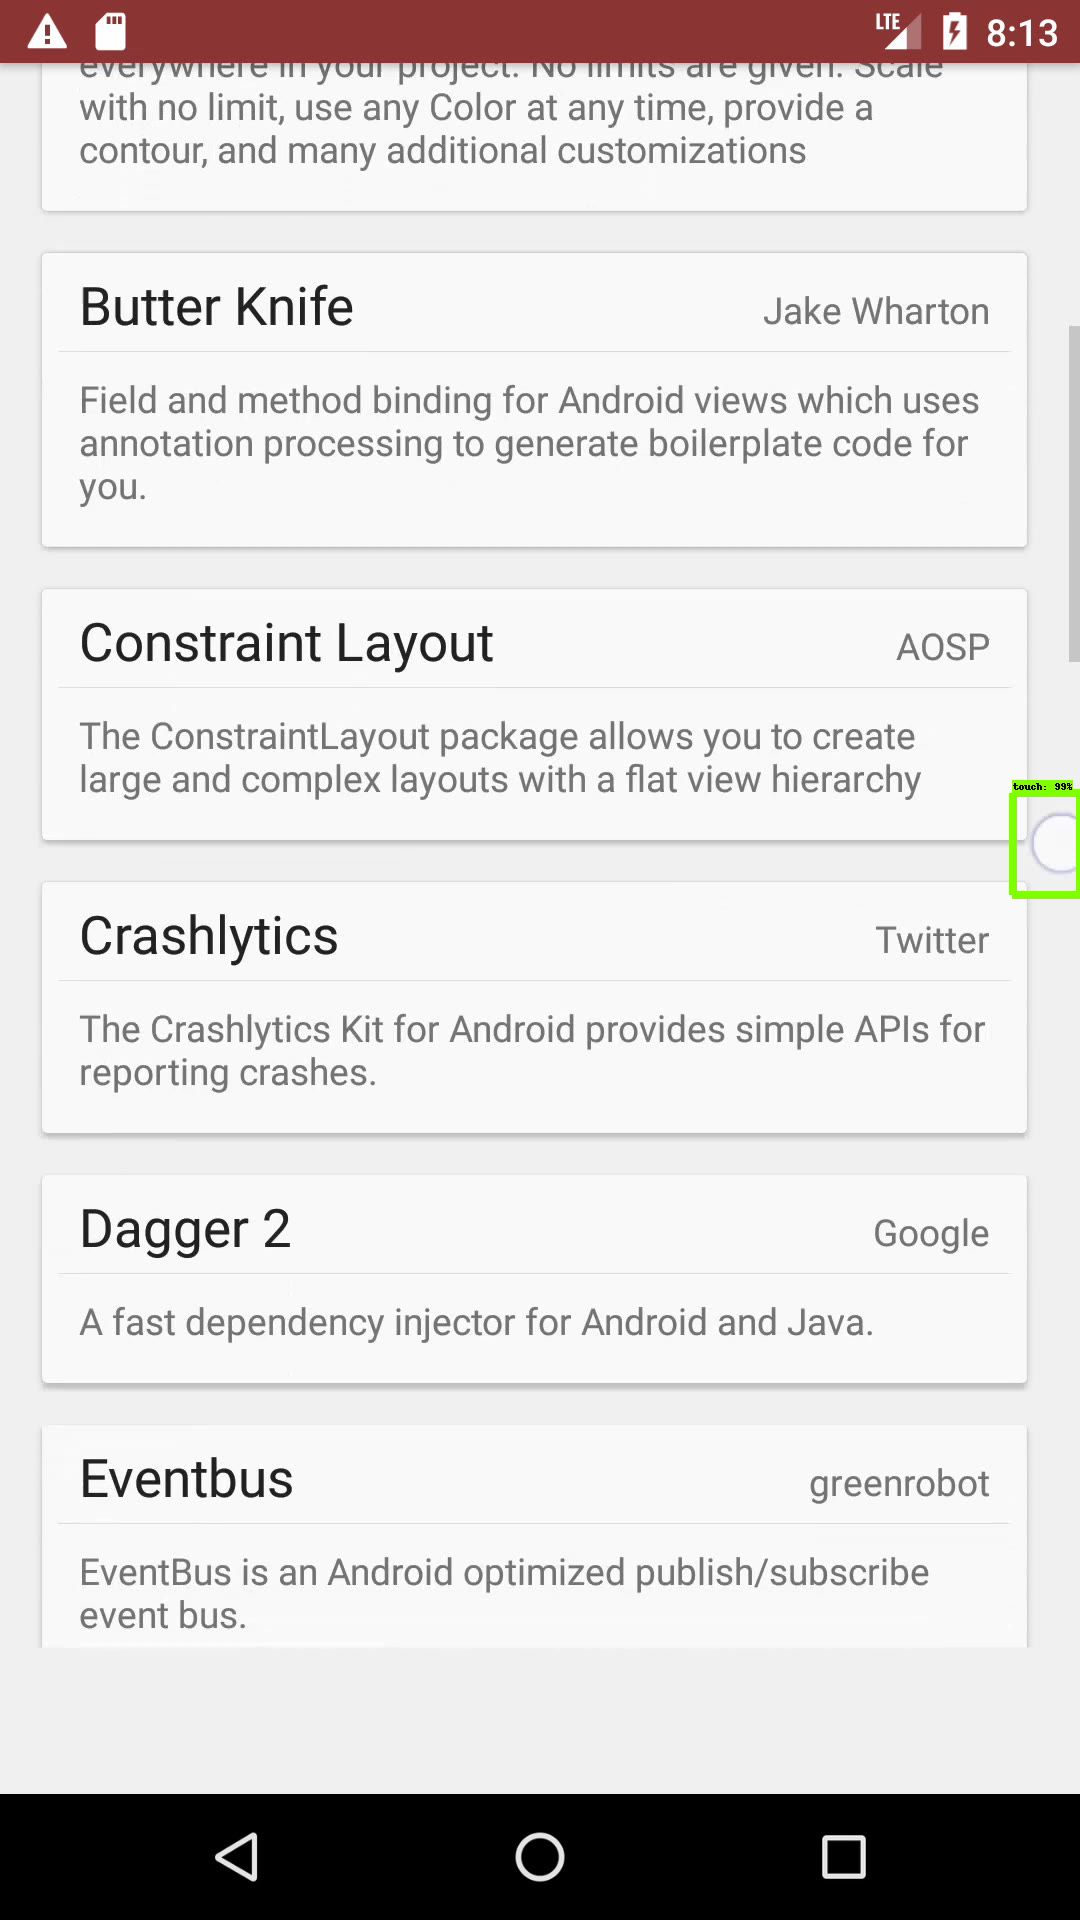 LTE 8:13
everywhere in your project. No limits are given. Scale
with no limit, use any Color at any time, provide a
contour, and many additional customizations
Butter Knife Jake Wharton
Field and method binding for Android views which uses
annotation processing to generate boilerplate code for
you.
Constraint Layout AOSP
The ConstraintLayout package allows you to create
large and complex layouts with a flat view hierarchy
touch: 99%
Crashlytics Twitter
The Crashlytics Kit for Android provides simple APIs for
reporting crashes.
Dagger 2 Google
A fast dependency injector for Android and Java.
Eventbus greenrobot
EventBus is an Android optimized publish/subscribe
event bus.